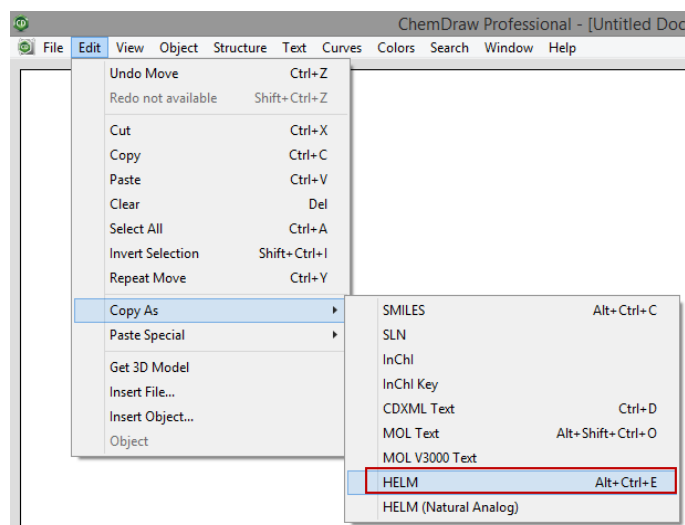 ChemDraw Professional - [Untitled Doc
File Edit View Object Structure Text Curves Colors Search Window Help
Undo Move Ctrl+Z
Redo not available Shift+Ctrl+Z
Cut Ctrl+X
Copy Ctrl+C
Paste Ctrl+V
Clear Del
Select All Ctrl+A
Invert Selection Shift+Ctrl+I
Repeat Move Ctrl+Y
Copy As
Paste Special
Get 3D Model
Insert File...
Insert Object...
Object
SMILES Alt+Ctrl+C
SLN
InChI
InChI Key
CDXML Text Ctrl+D
MOL Text Alt+Shift+Ctrl+O
MOL V3000 Text
HELM Alt+Ctrl+E
HELM (Natural Analog)